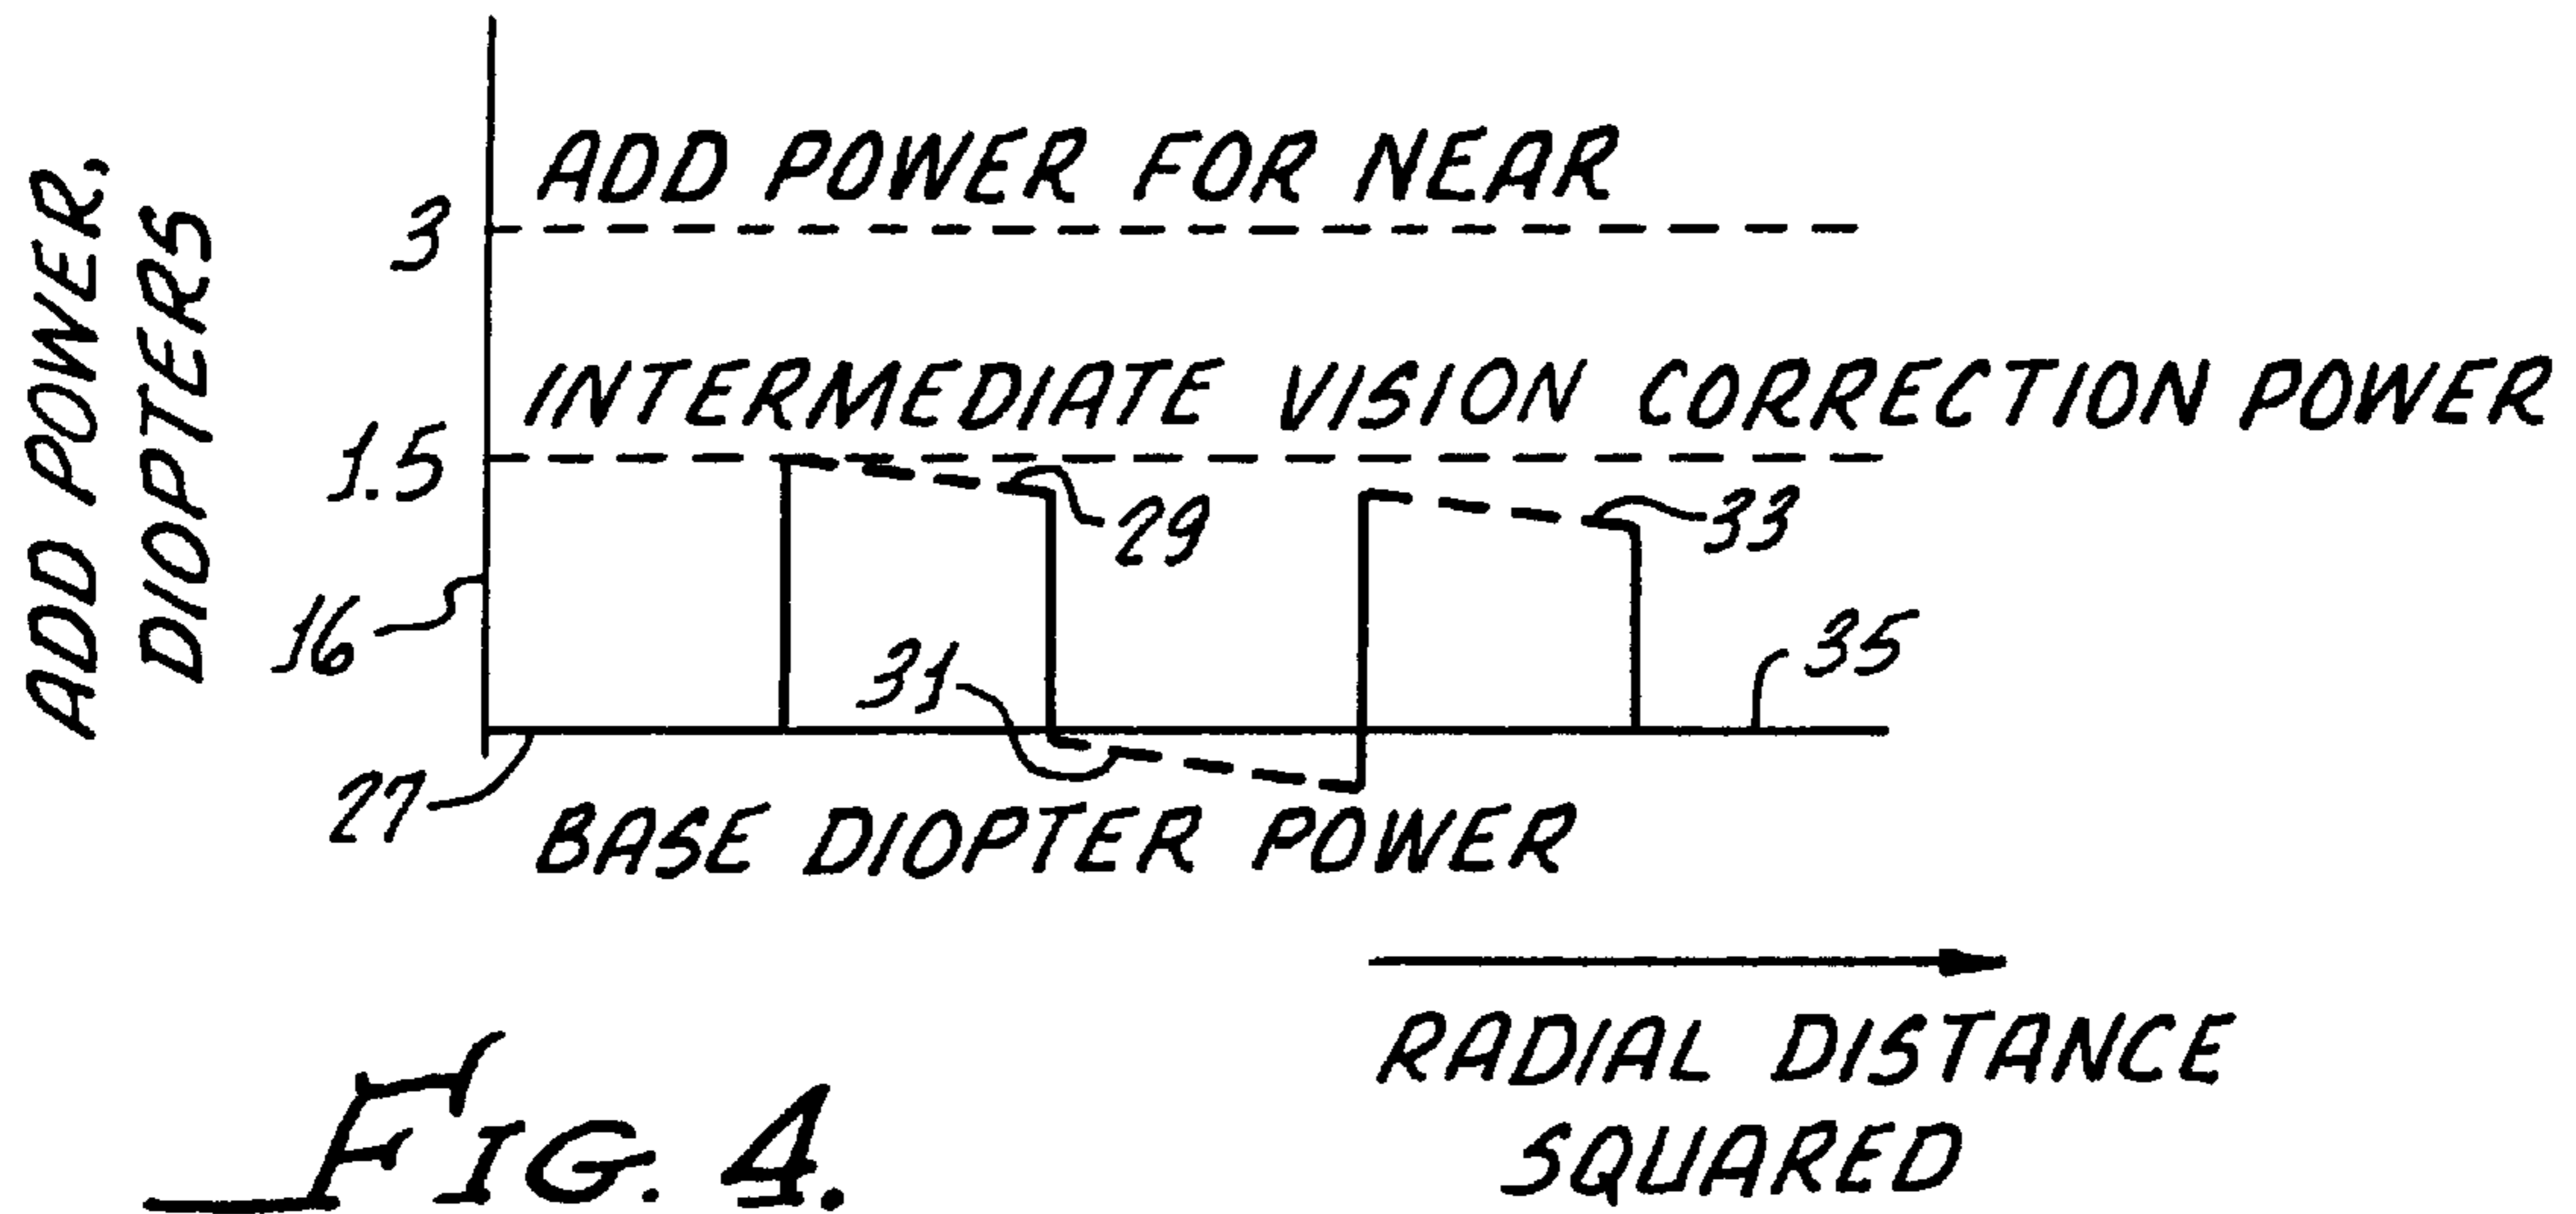 ADD POWER,
DIOPTERS
ADD POWER FOR NEAR
3
INTERMEDIATE VISION CORRECTION POWER
1.5
29
33
16
31
35
27
BASE DIOPTER POWER
RADIAL DISTANCE
SQUARED
FIG. 4.